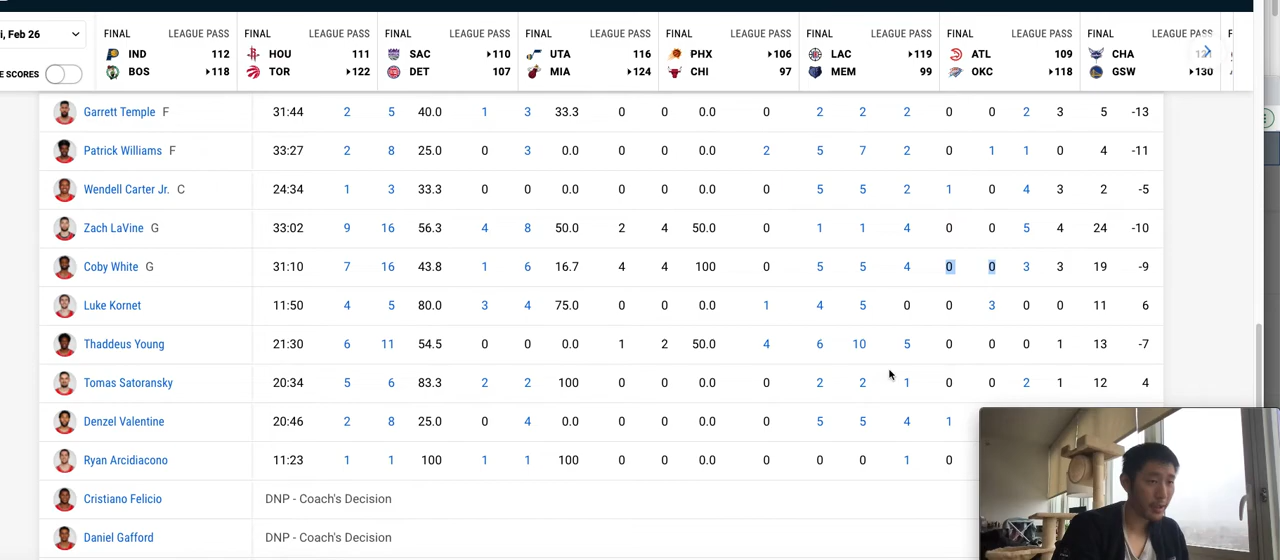 i, Feb 26
E SCORES
FINAL LEAGUE PASS
IND 112
BOS 118
FINAL LEAGUE PASS
HOU 111
TOR 122
FINAL LEAGUE PASS
SAC 110
DET 107
FINAL LEAGUE PASS
UTA 116
MIA 124
FINAL LEAGUE PASS
PHX 106
CHI 97
FINAL LEAGUE PASS
LAC 119
MEM 99
FINAL LEAGUE PASS
ATL 109
OKC 118
FINAL LEAGUE PASS
CHA
GSW 130
Garrett Temple F 31:44 2 5 40.0 1 3 33.3 0 0 0.0 0 2 2 2 0 0 2 3 5 -13
Patrick Williams F 33:27 2 8 25.0 0 3 0.0 0 0 0.0 2 5 7 2 0 1 1 0 4 -11
Wendell Carter Jr. C 24:34 1 3 33.3 0 0 0.0 0 0 0.0 0 5 5 2 1 0 4 3 2 -5
Zach LaVine G 33:02 9 16 56.3 4 8 50.0 2 4 50.0 0 1 1 4 0 0 5 4 24 -10
Coby White G 31:10 7 16 43.8 1 6 16.7 4 4 100 0 5 5 4 0 0 3 3 19 -9
Luke Kornet 11:50 4 5 80.0 3 4 75.0 0 0 0.0 1 4 5 0 0 3 0 0 11 6
Thaddeus Young 21:30 6 11 54.5 0 0 0.0 1 2 50.0 4 6 10 5 0 0 0 1 13 -7
Tomas Satoransky 20:34 5 6 83.3 2 2 100 0 0 0.0 0 2 2 1 0 0 2 1 12 4
Denzel Valentine 20:46 2 8 25.0 0 4 0.0 0 0 0.0 0 5 5 4 1
Ryan Arcidiacono 11:23 1 1 100 1 1 100 0 0 0.0 0 0 0 1 0
Cristiano Felicio DNP - Coach's Decision
Daniel Gafford DNP - Coach's Decision